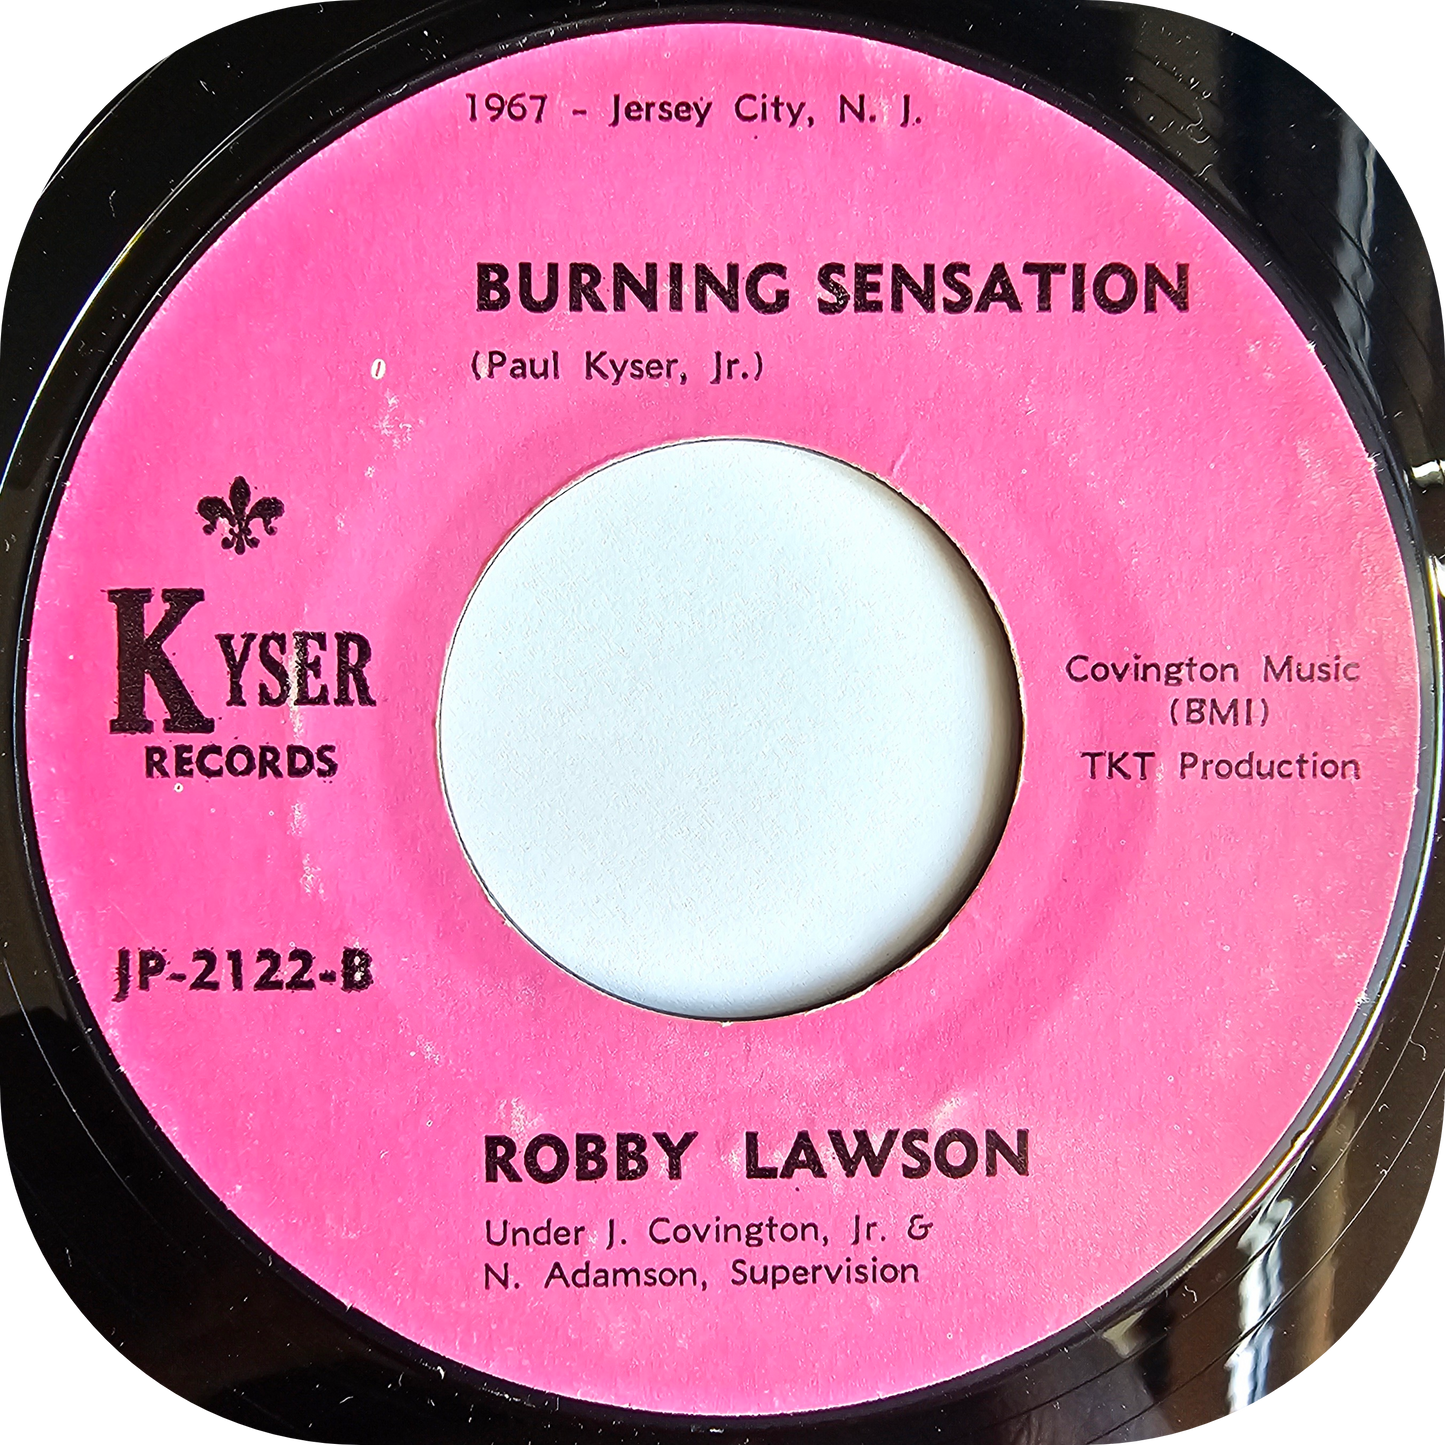 1967 - Jersey City, N. J.
BURNING SENSATION
(Paul Kyser, Jr.)
KYSER
RECORDS
Covington Music
(BMI)
TKT Production
JP-2122-B
ROBBY LAWSON
Under J. Covington, Jr. &
N. Adamson, Supervision